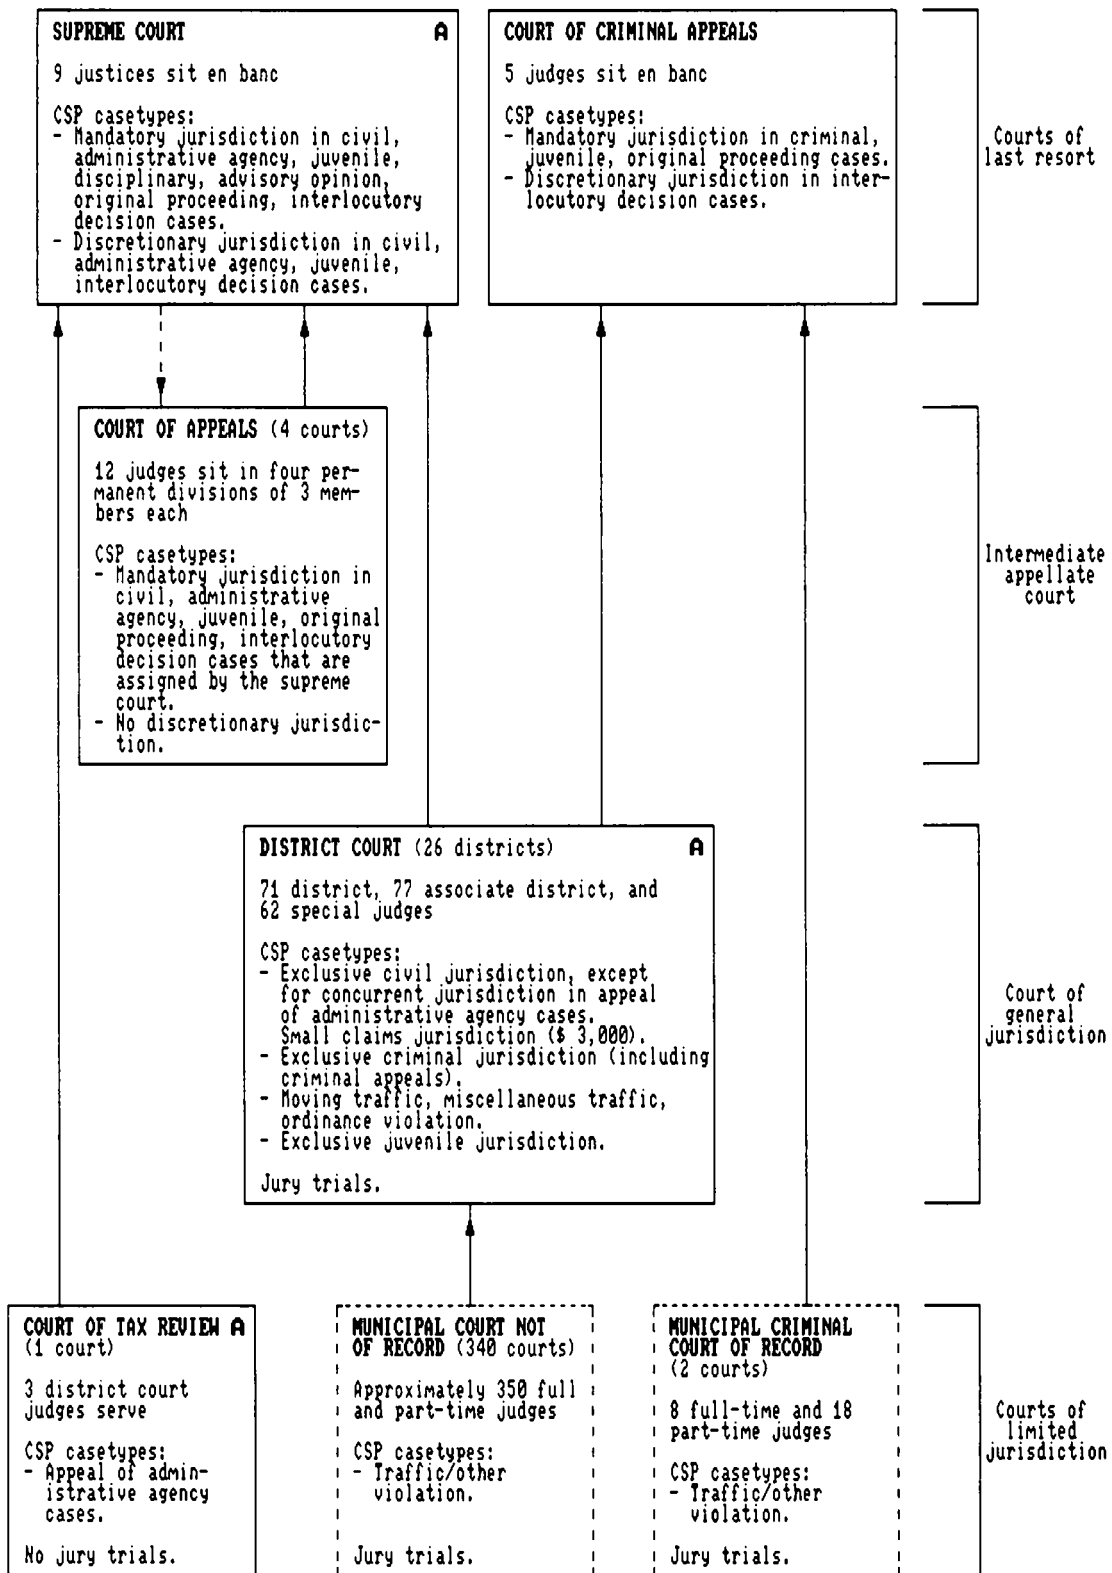 SUPREME COURT A
9 justices sit en banc
CSP casetypes:
- Mandatory jurisdiction in civil,
administrative agency, juvenile,
disciplinary, advisory opinion,
original proceeding, interlocutory
decision cases.
- Discretionary jurisdiction in civil,
administrative agency, juvenile,
interlocutory decision cases.
COURT OF CRIMINAL APPEALS
5 judges sit en banc
CSP casetypes:
- Mandatory jurisdiction in criminal,
juvenile, original proceeding cases.
- Discretionary jurisdiction in inter-
locutory decision cases.
Courts of
last resort
COURT OF APPEALS (4 courts)
12 judges sit in four per-
manent divisions of 3 mem-
bers each
CSP casetypes:
- Mandatory jurisdiction in
civil, administrative
agency, juvenile, original
proceeding, interlocutory
decision cases that are
assigned by the supreme
court.
- No discretionary jurisdic-
tion.
Intermediate
appellate
court
DISTRICT COURT (26 districts) A
71 district, 77 associate district, and
62 special judges
CSP casetypes:
- Exclusive civil jurisdiction, except
for concurrent jurisdiction in appeal
of administrative agency cases.
Small claims jurisdiction ($ 3,000).
- Exclusive criminal jurisdiction (including
criminal appeals).
- Moving traffic, miscellaneous traffic,
ordinance violation.
- Exclusive juvenile jurisdiction.
Jury trials.
Court of
general
jurisdiction
COURT OF TAX REVIEW A
(1 court)
3 district court
judges serve
CSP casetypes:
- Appeal of admin-
istrative agency
cases.
No jury trials.
MUNICIPAL COURT NOT
OF RECORD (340 courts)
Approximately 350 full
and part-time judges
CSP casetypes:
- Traffic/other
violation.
Jury trials.
MUNICIPAL CRIMINAL
COURT OF RECORD
(2 courts)
8 full-time and 18
part-time judges
CSP casetypes:
- Traffic/other
violation.
Jury trials.
Courts of
limited
jurisdiction